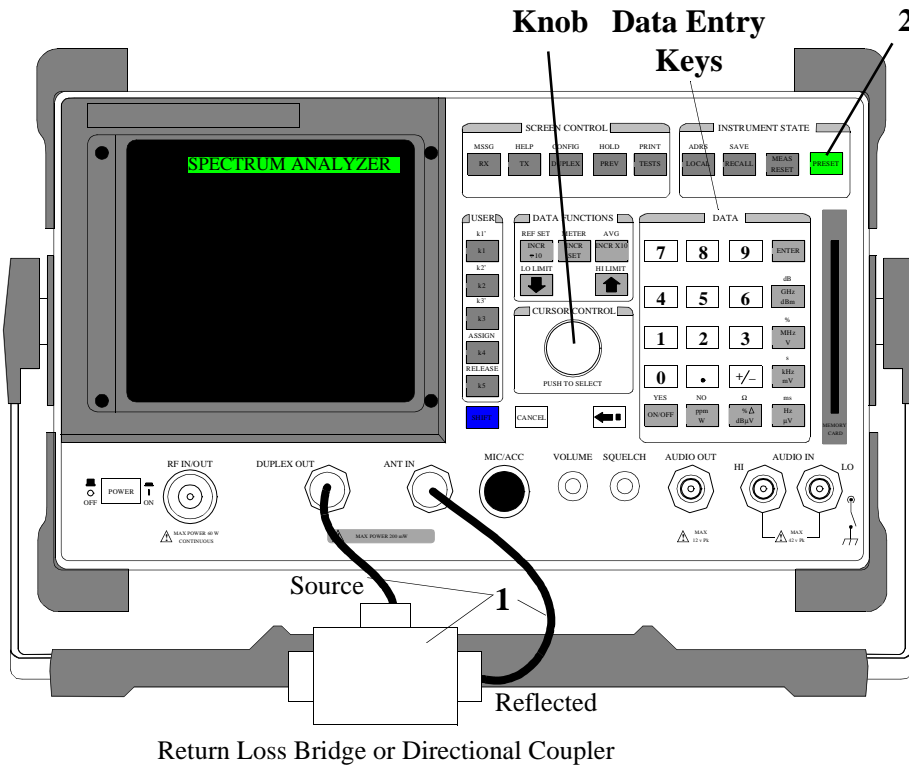 Knob Data Entry Keys 2
SCREEN CONTROL
INSTRUMENT STATE
MSSG HELP CONFIG HOLD PRINT
ADRS SAVE
RX TX DUPLEX PREV TESTS
LOCAL RECALL MEAS RESET PRESET
SPECTRUM ANALYZER
USER
DATA FUNCTIONS
DATA
k1'
REF SET METER AVG
k1
INCR ÷10 INCR SET INCR X10
7 8 9 ENTER
k2'
LO LIMIT HI LIMIT
dB
k2
4 5 6 GHz dBm
k3'
CURSOR CONTROL
%
k3
1 2 3 MHz V
ASSIGN
s
k4
0 . +/– kHz mV
RELEASE
k5
PUSH TO SELECT
YES NO Ω ms
ON/OFF ppm W %Δ dBμV Hz μV
CANCEL
MEMORY CARD
RF IN/OUT DUPLEX OUT ANT IN MIC/ACC VOLUME SQUELCH AUDIO OUT AUDIO IN
HI LO
OFF POWER ON
MAX POWER 60 W CONTINUOUS
MAX POWER 200 mW
MAX 12 v Pk
MAX 42 v Pk
Source
1
Reflected
Return Loss Bridge or Directional Coupler